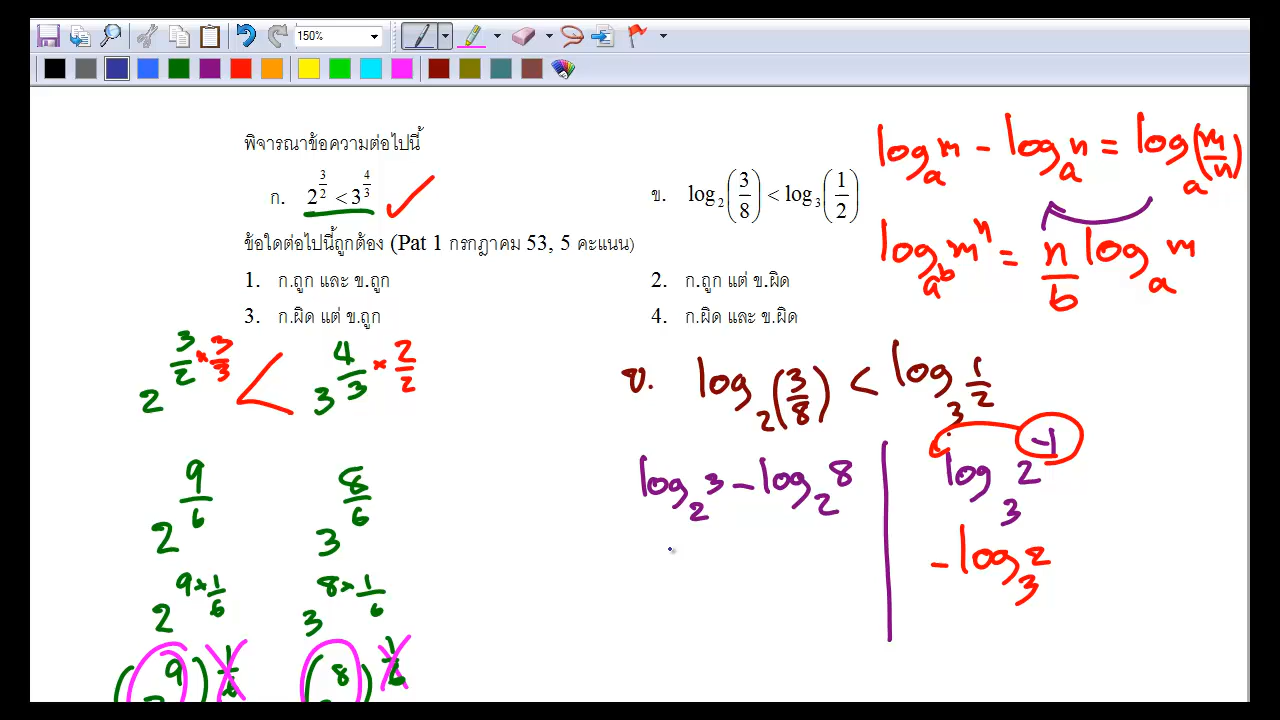 150%
พิจารณาข้อความต่อไปนี้
ก. 2^(3/2) < 3^(4/3) ✓
ข. log₂(3/8) < log₃(1/2)
ข้อใดต่อไปนี้ถูกต้อง (Pat 1 กรกฎาคม 53, 5 คะแนน)
1. ก.ถูก และ ข.ถูก
2. ก.ถูก แต่ ข.ผิด
3. ก.ผิด แต่ ข.ถูก
4. ก.ผิด และ ข.ผิด
logₐm - logₐn = logₐ(m/n)
log_(a^b) m^n = n/b logₐm
2^(3/2 × 3/3) < 3^(4/3 × 2/2)
2^(9/6) 3^(8/6)
2^(9×1/6) 3^(8×1/6)
ข. log₂(3/8) < log₃ 1/2
log₂3 - log₂8
log₃2^(-1)
-log₃2